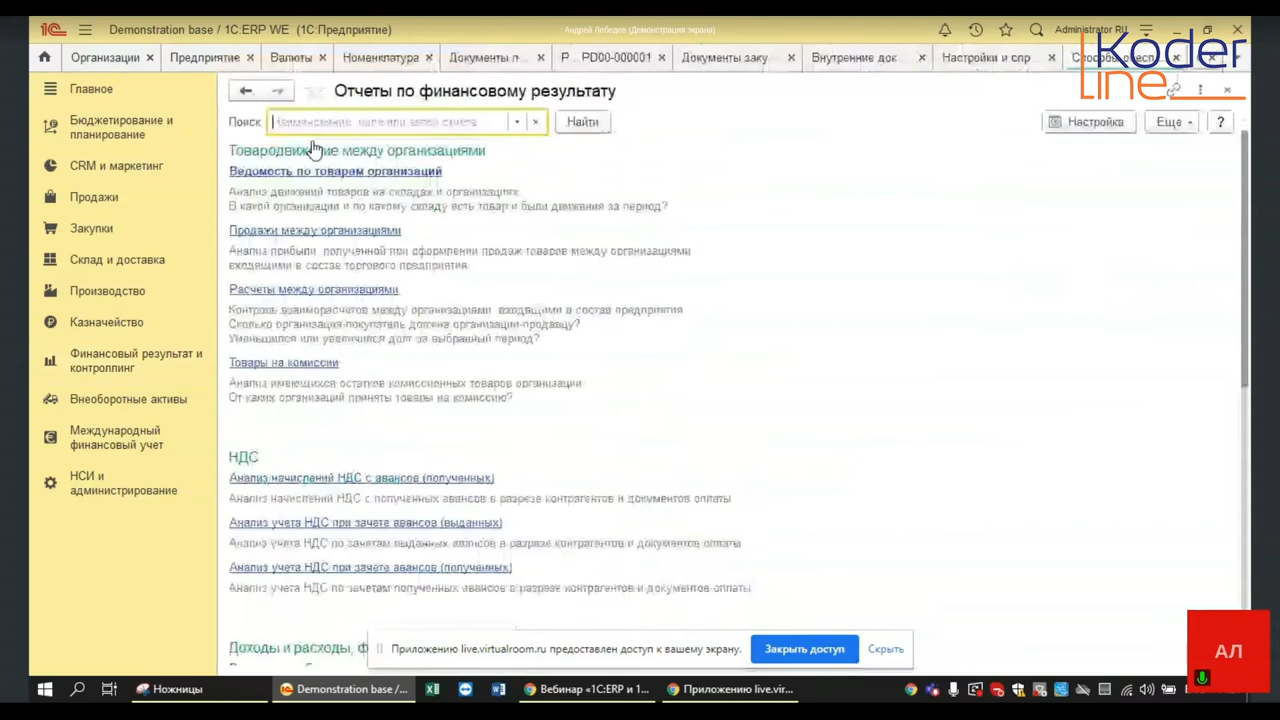 Demonstration base / 1C:ERP WE (1С:Предприятие)
Андрей Лебедев (Демонстрация экрана)
Administrator RU
Koder
line
Организации
Предприятие
Валюты
Номенклатура
Документы п...
PD00-000001
Документы заку...
Внутренние док
Настройки и спр...
Отчеты по финансовому результату
Поиск
Найти
Настройка
Еще
?
Главное
Бюджетирование и
планирование
CRM и маркетинг
Продажи
Закупки
Склад и доставка
Производство
Казначейство
Финансовый результат и
контроллинг
Внеоборотные активы
Международный
финансовый учет
НСИ и
администрирование
Товародвижение между организациями
Ведомость по товарам организаций
Анализ движений товаров на складах и организациях
В какой организации и по какому складу есть товар и были движения за период?
Продажи между организациями
Анализ прибыли полученной при оформлении продаж товаров между организациями
входящими в состав торгового предприятия
Расчеты между организациями
Контроль взаиморасчетов между организациями входящими в состав предприятия
Сколько организация-покупатель должна организации-продавцу?
Уменьшился или увеличился долг за выбранный период?
Товары на комиссии
Анализ имеющихся остатков комиссионных товаров организации
От каких организаций приняты товары на комиссию?
НДС
Анализ начислений НДС с авансов (полученных)
Анализ начислений НДС с полученных авансов в разрезе контрагентов и документов оплаты
Анализ учета НДС при зачете авансов (выданных)
Анализ учета НДС по зачетам выданных авансов в разрезе контрагентов и документов оплаты
Анализ учета НДС при зачете авансов (полученных)
Анализ учета НДС по зачетам полученных авансов в разрезе контрагентов и документов оплаты
Доходы и расходы, ф
Приложению live.virtualroom.ru предоставлен доступ к вашему экрану.
Закрыть доступ
Скрыть
АЛ
Ножницы
Demonstration base /...
Вебинар «1С:ERP и 1...
Приложению live.vir...